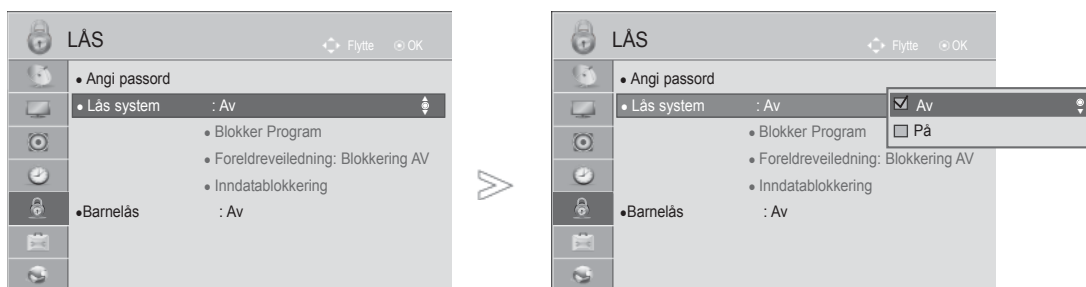 LÅS
Flytte OK
• Angi passord
• Lås system : Av
• Blokker Program
• Foreldreveiledning: Blokkering AV
• Inndatablokkering
•Barnelås : Av
LÅS
Flytte OK
• Angi passord
• Lås system : Av
Av
På
• Blokker Program
• Foreldreveiledning: Blokkering AV
• Inndatablokkering
•Barnelås : Av